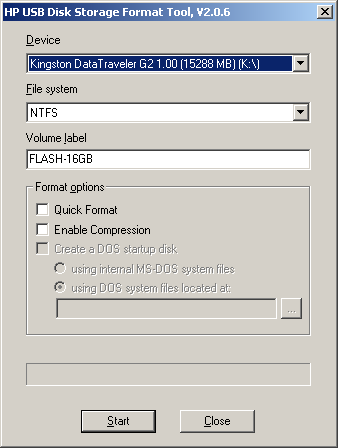 HP USB Disk Storage Format Tool, V2.0.6
Device
Kingston DataTraveler G2 1.00 (15288 MB) (K:\)
File system
NTFS
Volume label
FLASH-16GB
Format options
Quick Format
Enable Compression
Create a DOS startup disk
using internal MS-DOS system files
using DOS system files located at:
...
Start
Close